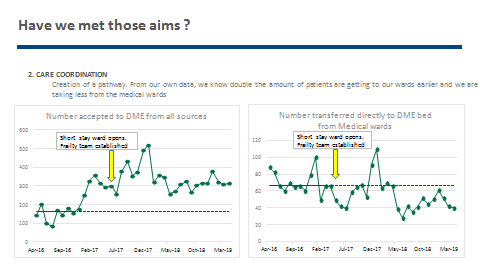 Have we met those aims ?
2. CARE COORDINATION
Creation of a pathway. From our own data, we know double the amount of patients are getting to our wards earlier and we are
taking less from the medical wards
Number accepted to DME from all sources
Short stay ward opens.
Frailty team established
600
500
400
300
200
100
0
Apr-16 Sep-16 Feb-17 Jul-17 Dec-17 May-18 Oct-18 Mar-19
Number transferred directly to DME bed
from Medical wards
Short stay ward opens.
Frailty team established
120
100
80
60
40
20
0
Apr-16 Sep-16 Feb-17 Jul-17 Dec-17 May-18 Oct-18 Mar-19